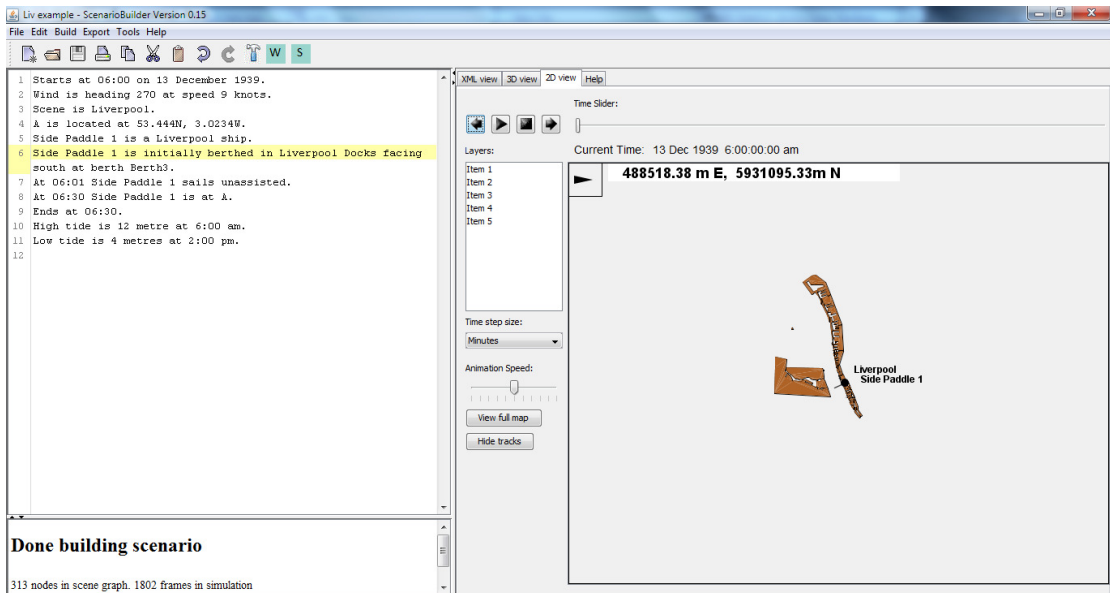 Liv example - ScenarioBuilder Version 0.15
File Edit Build Export Tools Help
W S
1 Starts at 06:00 on 13 December 1939.
2 Wind is heading 270 at speed 9 knots.
3 Scene is Liverpool.
4 A is located at 53.444N, 3.0234W.
5 Side Paddle 1 is a Liverpool ship.
6 Side Paddle 1 is initially berthed in Liverpool Docks facing
south at berth Berth3.
7 At 06:01 Side Paddle 1 sails unassisted.
8 At 06:30 Side Paddle 1 is at A.
9 Ends at 06:30.
10 High tide is 12 metre at 6:00 am.
11 Low tide is 4 metres at 2:00 pm.
12
Done building scenario
313 nodes in scene graph. 1802 frames in simulation
XML view 3D view 2D view Help
Time Slider:
Layers:
Current Time: 13 Dec 1939 6:00:00:00 am
Item 1
Item 2
Item 3
Item 4
Item 5
Time step size:
Minutes
Animation Speed:
View full map
Hide tracks
488518.38 m E, 5931095.33m N
Liverpool
Side Paddle 1